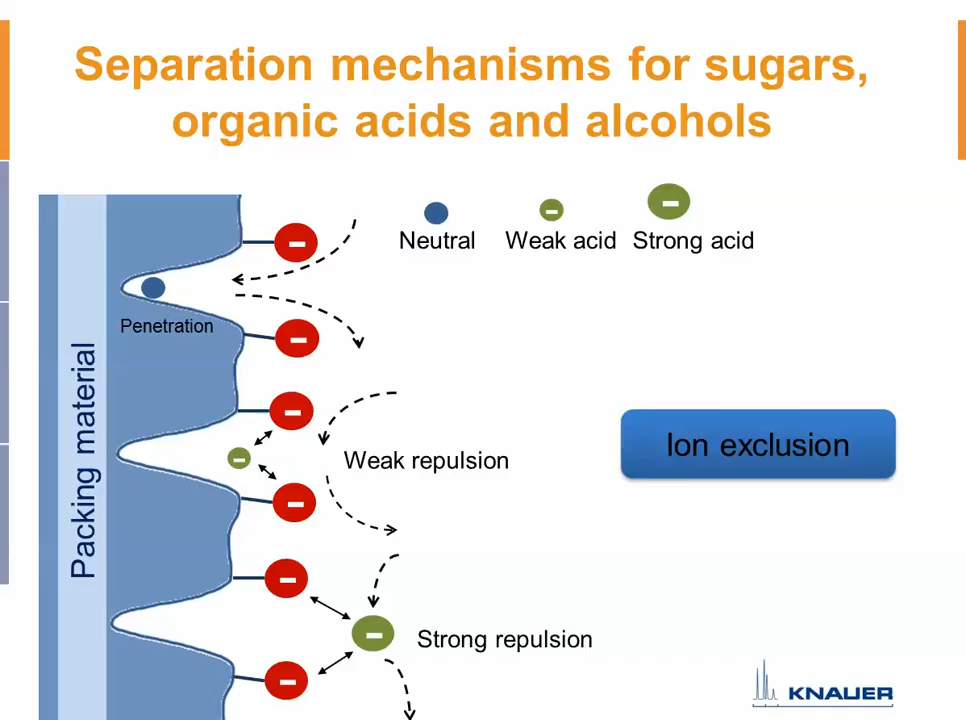 Separation mechanisms for sugars,
organic acids and alcohols
Neutral
Weak acid
Strong acid
Penetration
Packing material
Weak repulsion
Ion exclusion
Strong repulsion
KNAUER